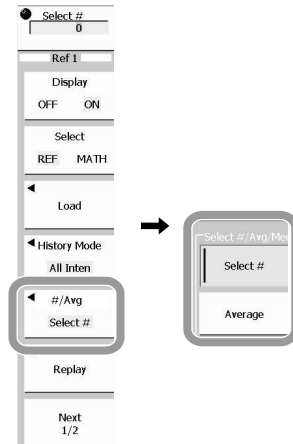 Select #
0
Ref 1
Display
OFF ON
Select
REF MATH
Load
History Mode
All Inten
#/Avg
Select #
Replay
Next
1/2
Select #/Avg/Me
Select #
Average